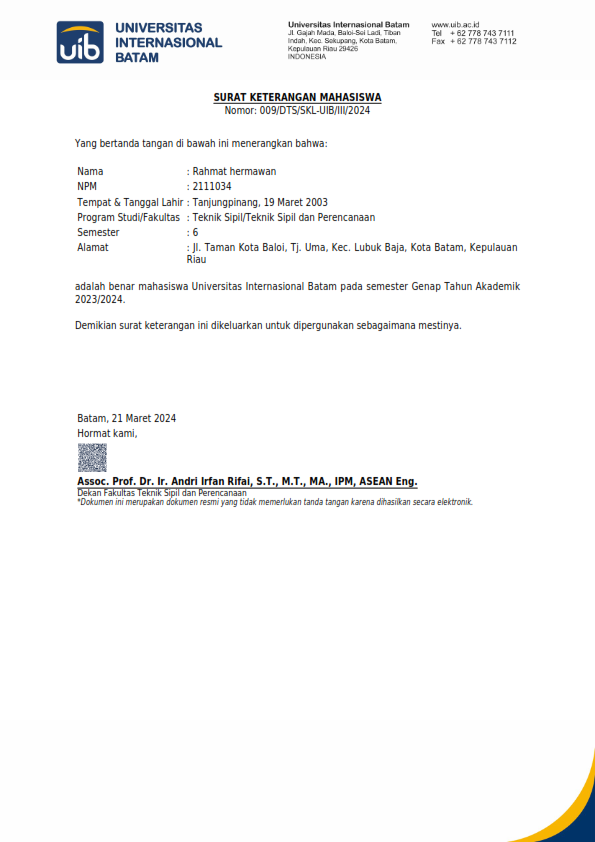 uib
UNIVERSITAS
INTERNASIONAL
BATAM
Universitas Internasional Batam
Jl. Gajah Mada, Baloi-Sei Ladi, Tiban
Indah, Kec. Sekupang, Kota Batam,
Kepulauan Riau 29426
INDONESIA
www.uib.ac.id
Tel + 62 778 743 7111
Fax + 62 778 743 7112
SURAT KETERANGAN MAHASISWA
Nomor: 009/DTS/SKL-UIB/III/2024
Yang bertanda tangan di bawah ini menerangkan bahwa:
Nama : Rahmat hermawan
NPM : 2111034
Tempat & Tanggal Lahir : Tanjungpinang, 19 Maret 2003
Program Studi/Fakultas : Teknik Sipil/Teknik Sipil dan Perencanaan
Semester : 6
Alamat : Jl. Taman Kota Baloi, Tj. Uma, Kec. Lubuk Baja, Kota Batam, Kepulauan
Riau
adalah benar mahasiswa Universitas Internasional Batam pada semester Genap Tahun Akademik
2023/2024.
Demikian surat keterangan ini dikeluarkan untuk dipergunakan sebagaimana mestinya.
Batam, 21 Maret 2024
Hormat kami,
Assoc. Prof. Dr. Ir. Andri Irfan Rifai, S.T., M.T., MA., IPM, ASEAN Eng.
Dekan Fakultas Teknik Sipil dan Perencanaan
*Dokumen ini merupakan dokumen resmi yang tidak memerlukan tanda tangan karena dihasilkan secara elektronik.